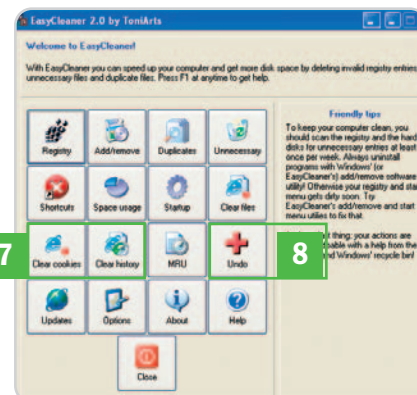 EasyCleaner 2.0 by ToniArts
Welcome to EasyCleaner!
With EasyCleaner you can speed up your computer and get more disk space by deleting invalid registry entries
unnecessary files and duplicate files. Press F1 at anytime to get help.
Registry
Add/remove
Duplicates
Unnecessary
Shortcuts
Space usage
Startup
Clear files
7
Clear cookies
Clear history
MRU
Undo
8
Updates
Options
About
Help
Close
Friendly tips
To keep your computer clean, you
should scan the registry and the hard
disks for unnecessary entries at least
once per week. Always uninstall
programs with Windows' (or
EasyCleaner's) add/remove software
utility! Otherwise your registry and star
menu gets dirty soon. Try
EasyCleaner's add/remove and start
menu utilies to fix that.
thing: your actions are
with a help from the
nd Windows' recycle bin!